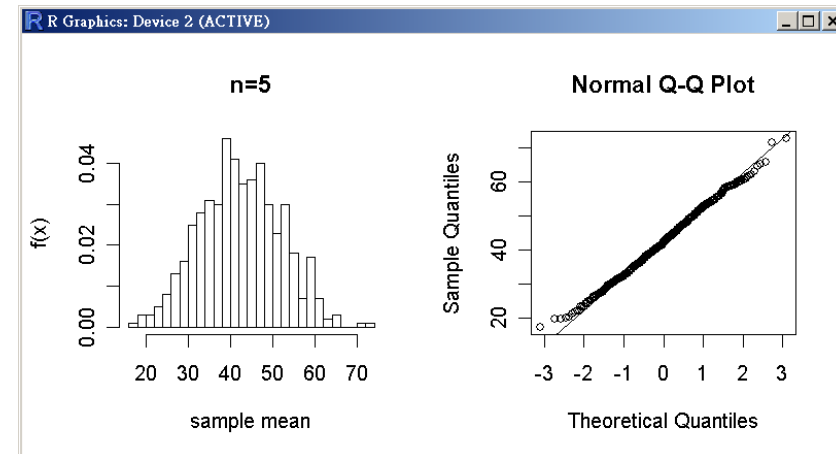 R Graphics: Device 2 (ACTIVE)
n=5
f(x)
0.04
0.02
0.00
20 30 40 50 60 70
sample mean
Normal Q-Q Plot
Sample Quantiles
60
40
20
-3 -2 -1 0 1 2 3
Theoretical Quantiles